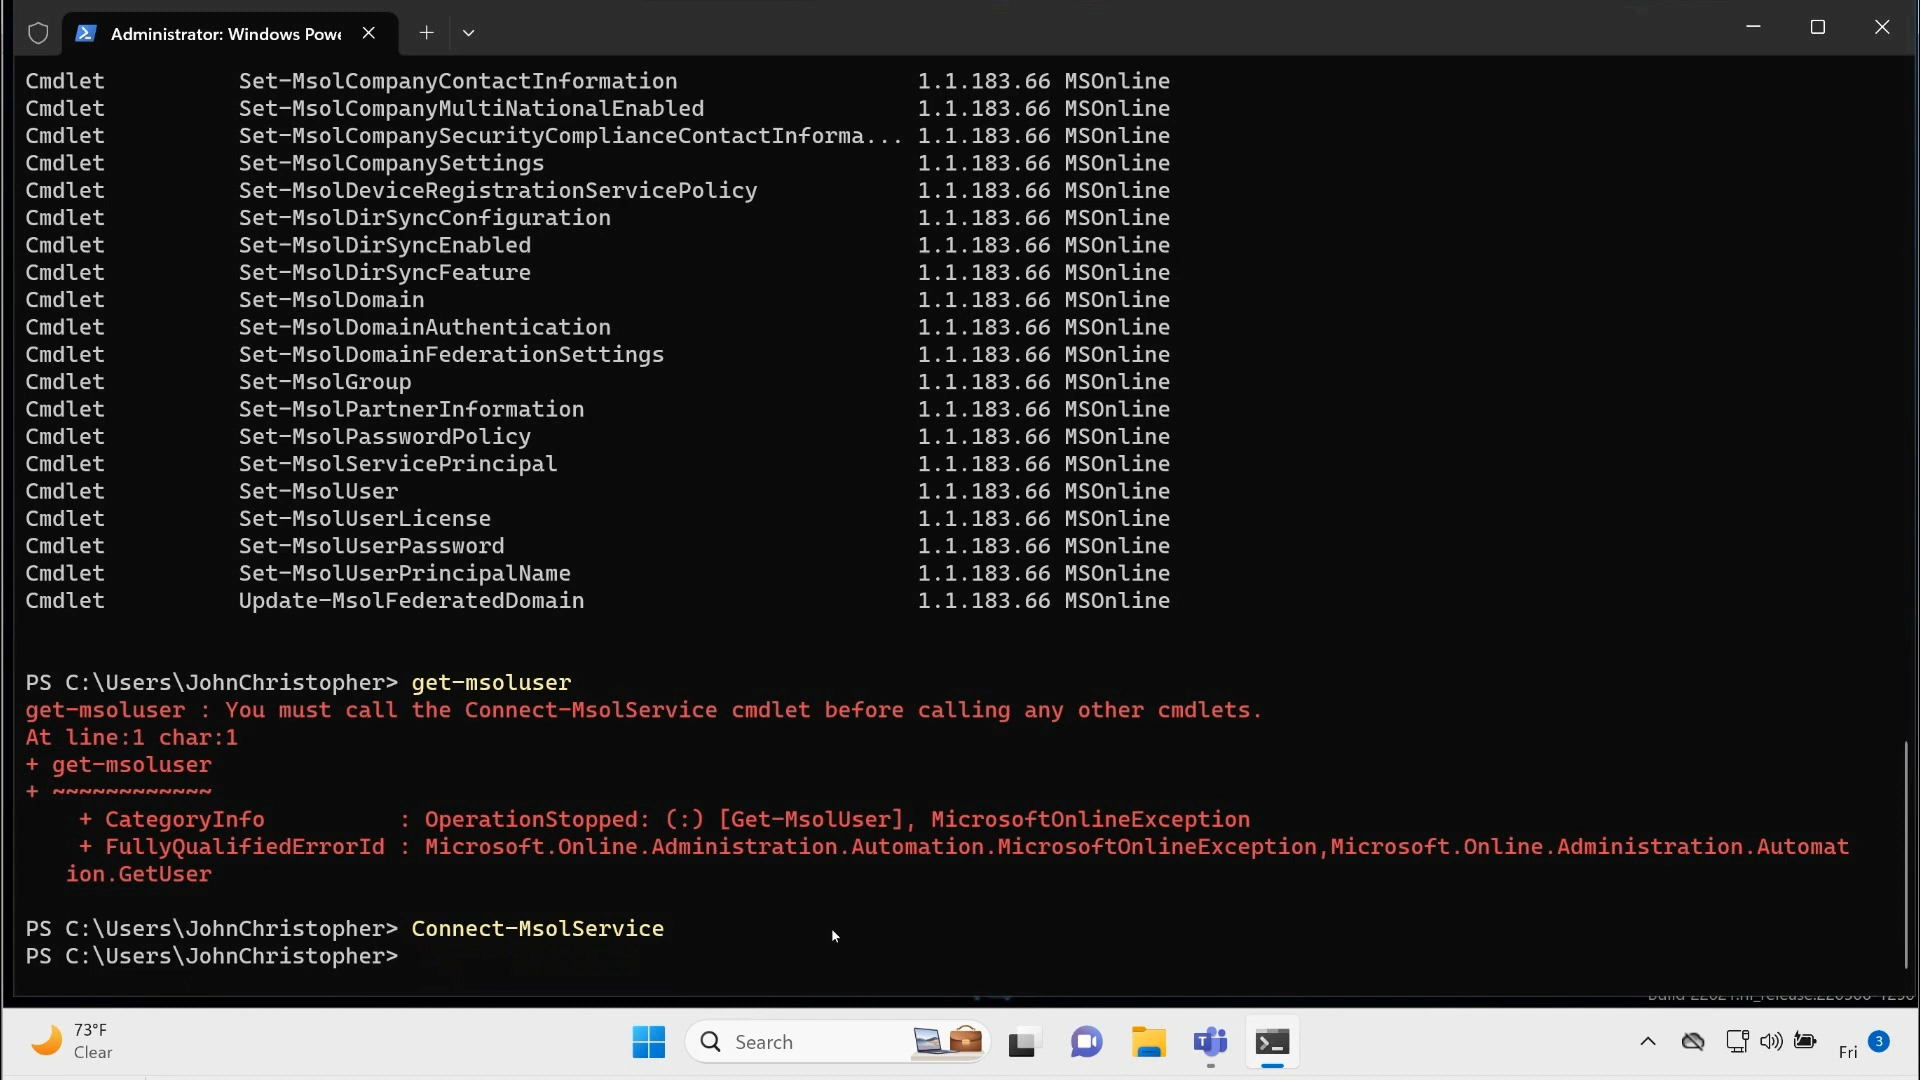 Administrator: Windows Powe
Cmdlet Set-MsolCompanyContactInformation 1.1.183.66 MSOnline
Cmdlet Set-MsolCompanyMultiNationalEnabled 1.1.183.66 MSOnline
Cmdlet Set-MsolCompanySecurityComplianceContactInforma... 1.1.183.66 MSOnline
Cmdlet Set-MsolCompanySettings 1.1.183.66 MSOnline
Cmdlet Set-MsolDeviceRegistrationServicePolicy 1.1.183.66 MSOnline
Cmdlet Set-MsolDirSyncConfiguration 1.1.183.66 MSOnline
Cmdlet Set-MsolDirSyncEnabled 1.1.183.66 MSOnline
Cmdlet Set-MsolDirSyncFeature 1.1.183.66 MSOnline
Cmdlet Set-MsolDomain 1.1.183.66 MSOnline
Cmdlet Set-MsolDomainAuthentication 1.1.183.66 MSOnline
Cmdlet Set-MsolDomainFederationSettings 1.1.183.66 MSOnline
Cmdlet Set-MsolGroup 1.1.183.66 MSOnline
Cmdlet Set-MsolPartnerInformation 1.1.183.66 MSOnline
Cmdlet Set-MsolPasswordPolicy 1.1.183.66 MSOnline
Cmdlet Set-MsolServicePrincipal 1.1.183.66 MSOnline
Cmdlet Set-MsolUser 1.1.183.66 MSOnline
Cmdlet Set-MsolUserLicense 1.1.183.66 MSOnline
Cmdlet Set-MsolUserPassword 1.1.183.66 MSOnline
Cmdlet Set-MsolUserPrincipalName 1.1.183.66 MSOnline
Cmdlet Update-MsolFederatedDomain 1.1.183.66 MSOnline
PS C:\Users\JohnChristopher> get-msoluser
get-msoluser : You must call the Connect-MsolService cmdlet before calling any other cmdlets.
At line:1 char:1
+ get-msoluser
+ ~~~~~~~~~~~~
+ CategoryInfo : OperationStopped: (:) [Get-MsolUser], MicrosoftOnlineException
+ FullyQualifiedErrorId : Microsoft.Online.Administration.Automation.MicrosoftOnlineException,Microsoft.Online.Administration.Automat
ion.GetUser
PS C:\Users\JohnChristopher> Connect-MsolService
PS C:\Users\JohnChristopher>
73°F
Clear
Search
Fri
3